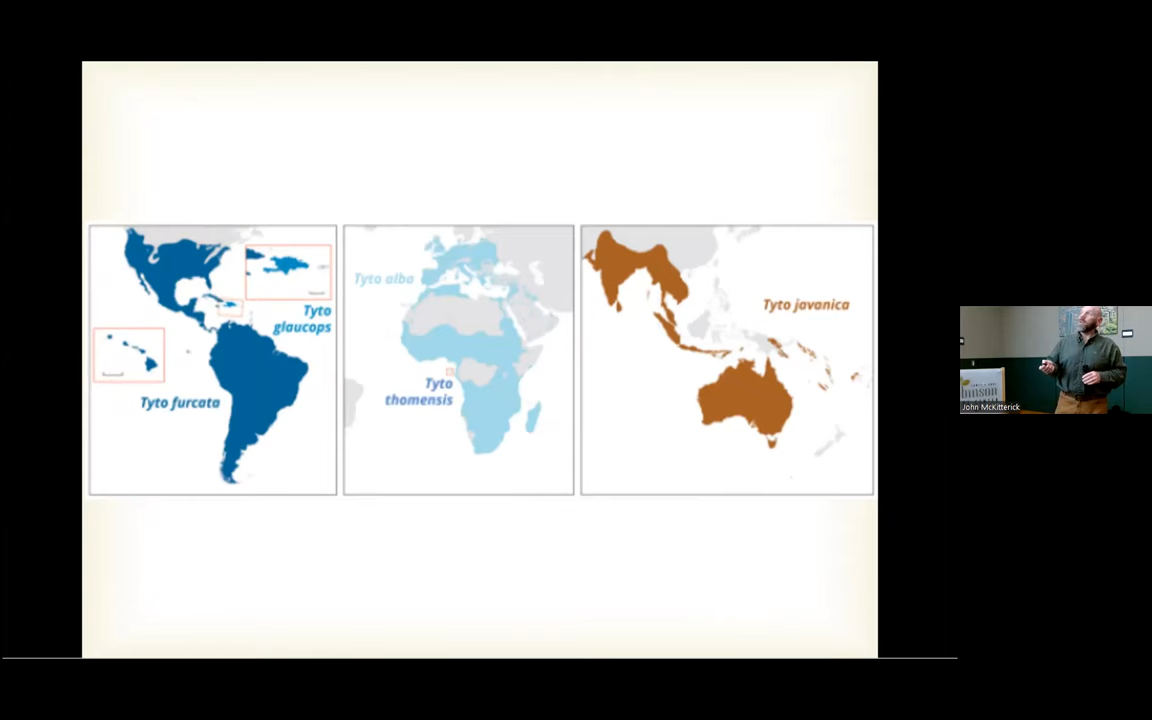 Tyto
glaucops
Tyto furcata
Tyto alba
Tyto
thomensis
Tyto javanica
John McKitterick